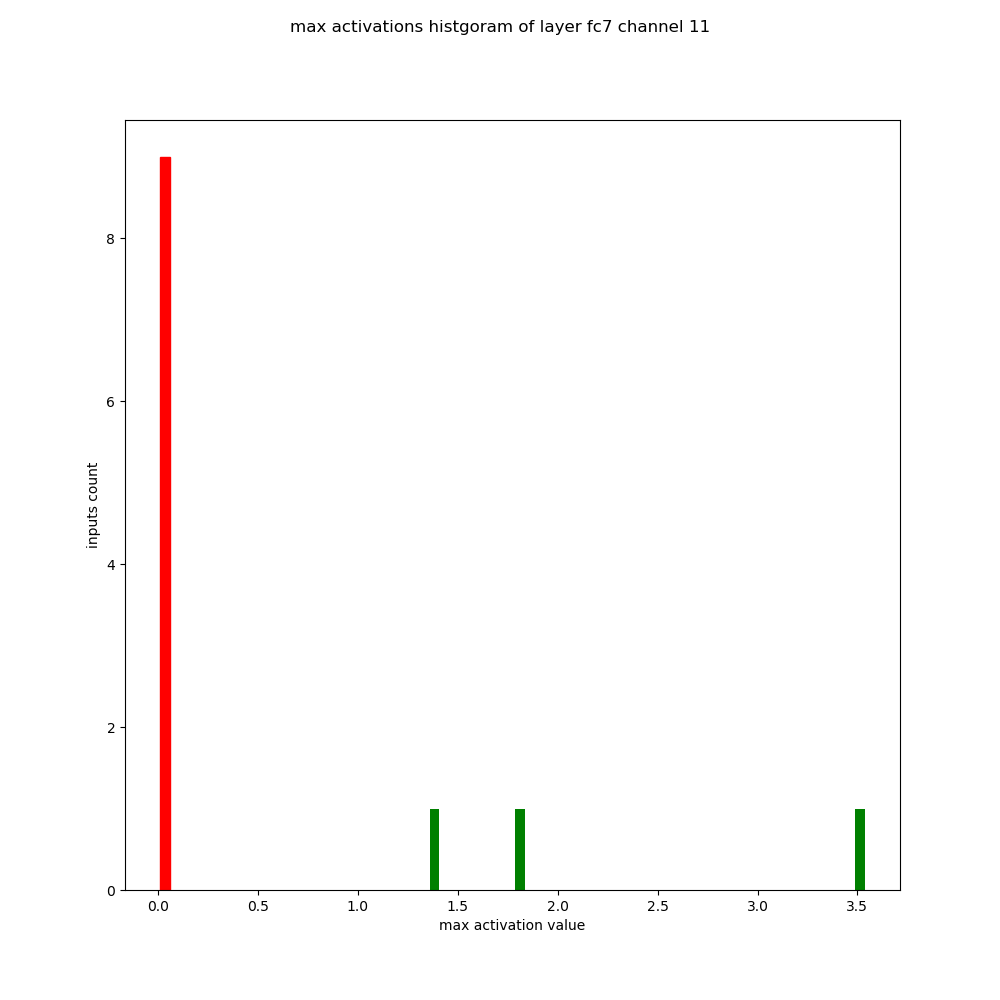 max activations histgoram of layer fc7 channel 11
8
6
4
2
0
inputs count
0.0 0.5 1.0 1.5 2.0 2.5 3.0 3.5
max activation value